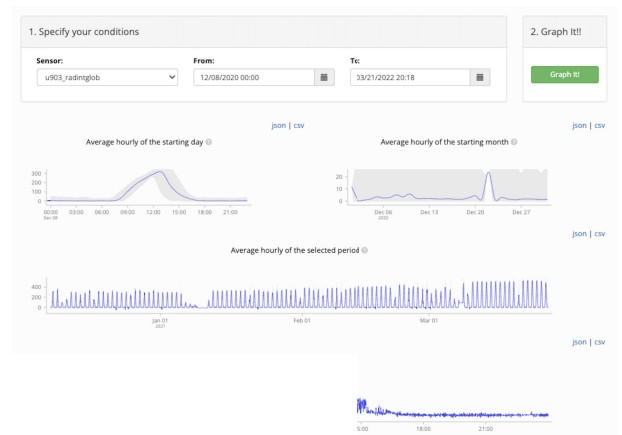 1. Specify your conditions
2. Graph It!!
Sensor:
From:
To:
u903_radintglob
12/08/2020 00:00
03/21/2022 20:18
Graph It!
json | csv
json | csv
Average hourly of the starting day
Average hourly of the starting month
300
200
100
0
00:00 03:00 06:00 09:00 12:00 15:00 18:00 21:00
Dec 08
20
10
0
Dec 06 Dec 13 Dec 20 Dec 27
2020
json | csv
Average hourly of the selected period
400
200
0
Jan 01 Feb 01 Mar 01
2021
json | csv
5:00 18:00 21:00